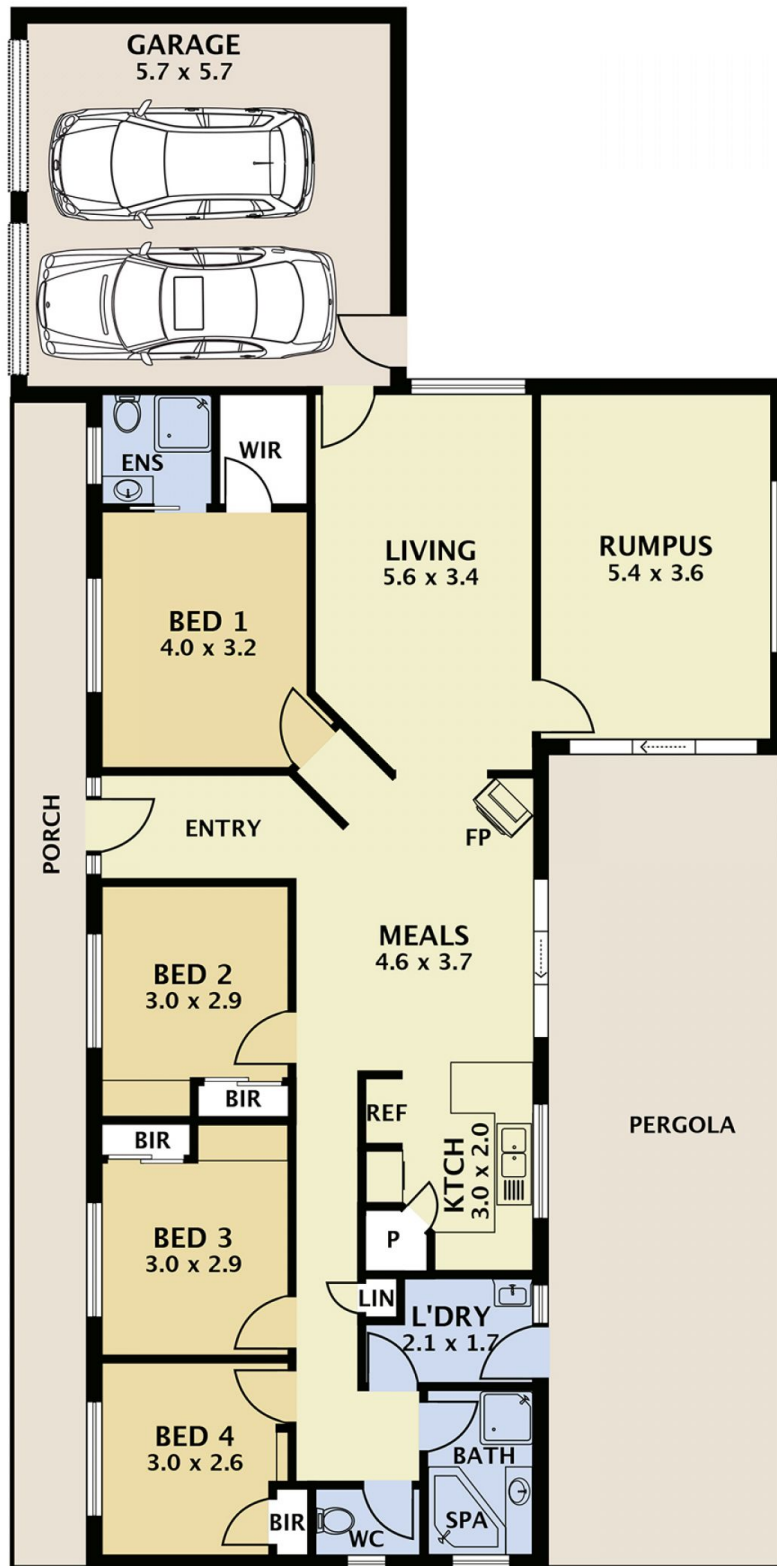 GARAGE
5.7 x 5.7
ENS
WIR
LIVING
5.6 x 3.4
RUMPUS
5.4 x 3.6
BED 1
4.0 x 3.2
PORCH
ENTRY
FP
MEALS
4.6 x 3.7
BED 2
3.0 x 2.9
BIR
REF
BIR
KTCH
3.0 x 2.0
PERGOLA
BED 3
3.0 x 2.9
P
LIN
L'DRY
2.1 x 1.7
BED 4
3.0 x 2.6
BATH
BIR
WC
SPA